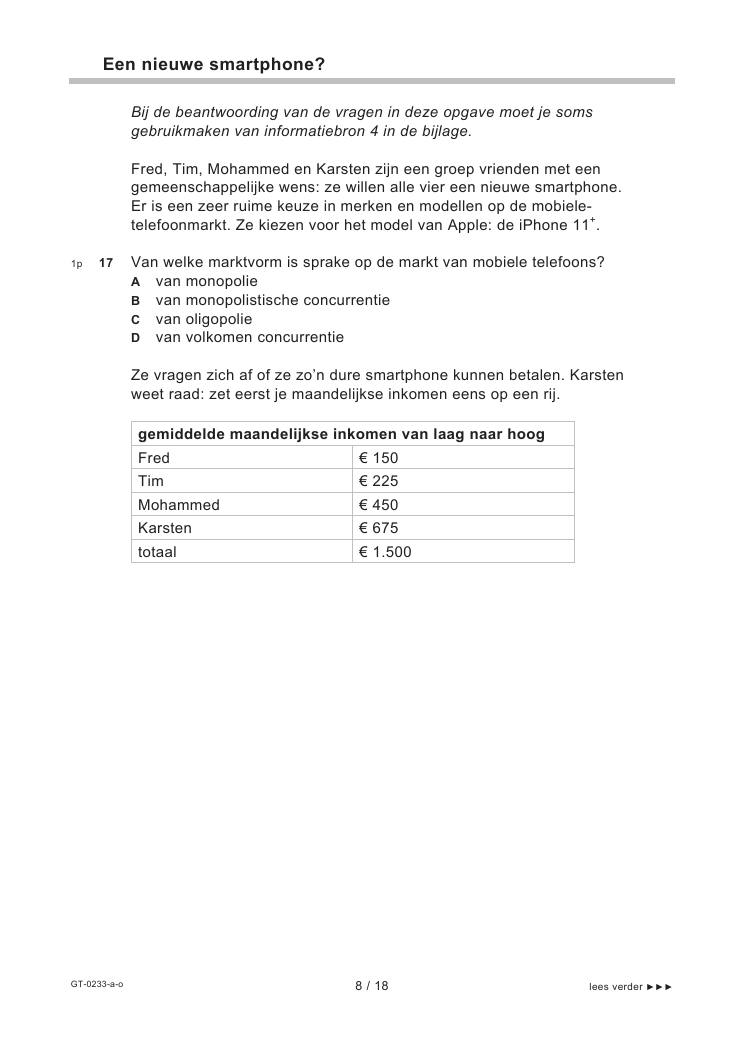 Een nieuwe smartphone?
Bij de beantwoording van de vragen in deze opgave moet je soms
gebruikmaken van informatiebron 4 in de bijlage.
Fred, Tim, Mohammed en Karsten zijn een groep vrienden met een
gemeenschappelijke wens: ze willen alle vier een nieuwe smartphone.
Er is een zeer ruime keuze in merken en modellen op de mobiele-
telefoonmarkt. Ze kiezen voor het model van Apple: de iPhone 11+.
1p 17 Van welke marktvorm is sprake op de markt van mobiele telefoons?
A van monopolie
B van monopolistische concurrentie
C van oligopolie
D van volkomen concurrentie
Ze vragen zich af of ze zo’n dure smartphone kunnen betalen. Karsten
weet raad: zet eerst je maandelijkse inkomen eens op een rij.
gemiddelde maandelijkse inkomen van laag naar hoog
Fred € 150
Tim € 225
Mohammed € 450
Karsten € 675
totaal € 1.500
GT-0233-a-o 8 / 18 lees verder ►►►